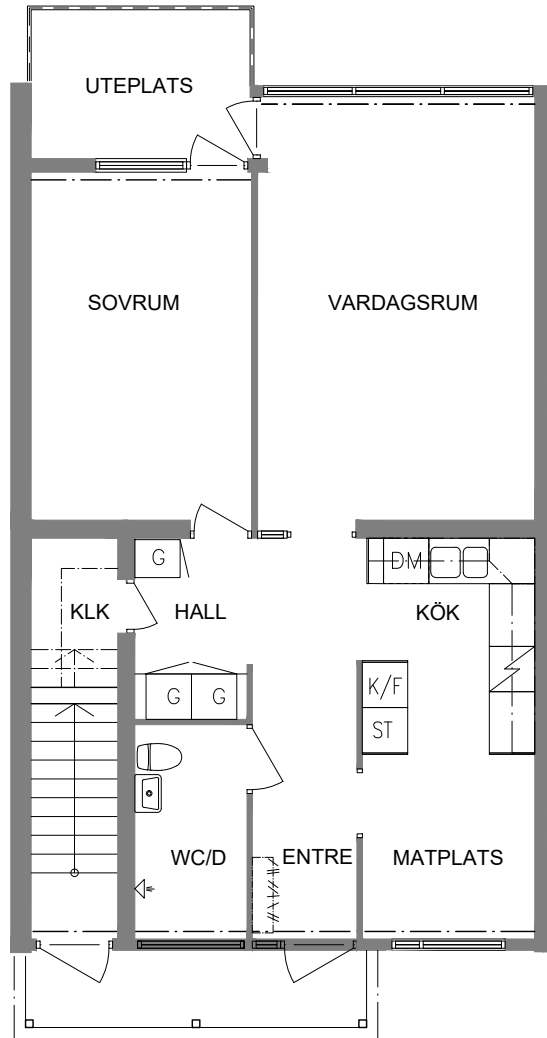 UTEPLATS
SOVRUM
VARDAGSRUM
G
DM
KLK
HALL
KÖK
G
G
K/F
ST
WC/D
ENTRE
MATPLATS